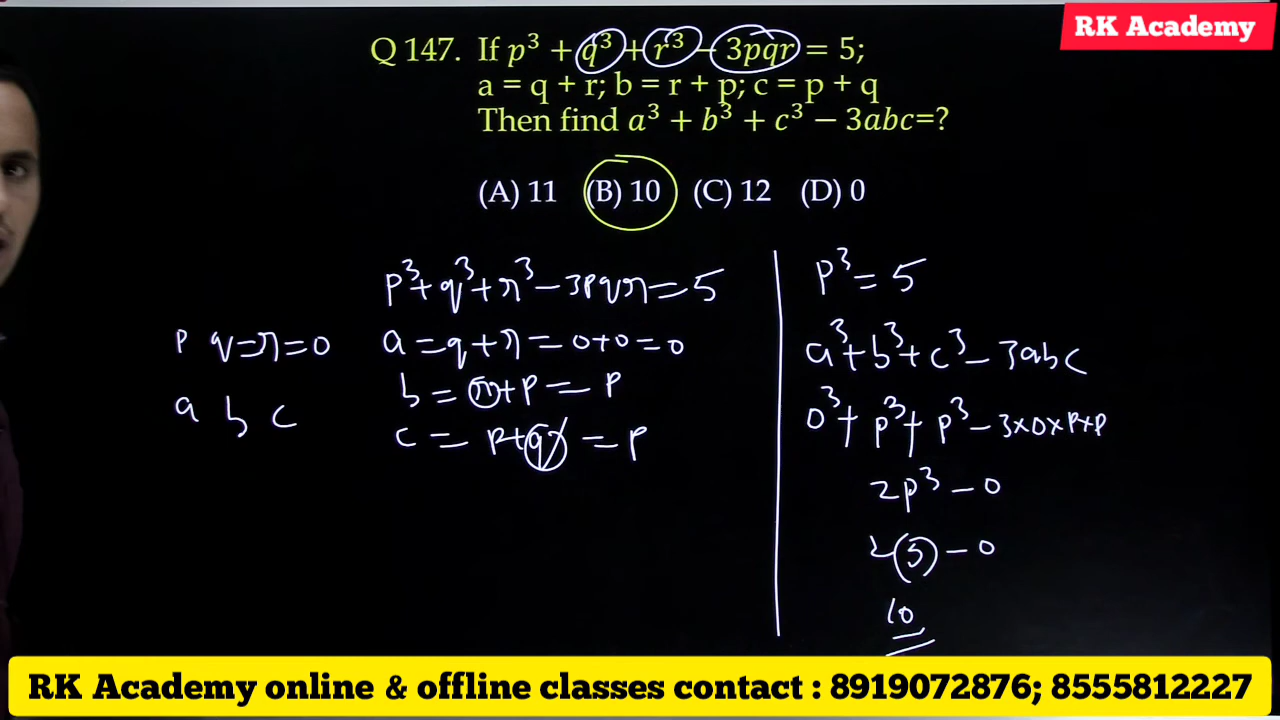 RK Academy
Q 147. If p³ + q³ + r³ − 3pqr = 5;
a = q + r; b = r + p; c = p + q
Then find a³ + b³ + c³ − 3abc=?
(A) 11 (B) 10 (C) 12 (D) 0
p³+q³+r³−3pqr=5
P q=r=0 a=q+r=0+0=0
a b c b=r+p=p
c=p+q=p
p³=5
a³+b³+c³−3abc
0³+p³+p³−3×0×p×p
2p³−0
2(5)−0
10
RK Academy online & offline classes contact : 8919072876; 8555812227